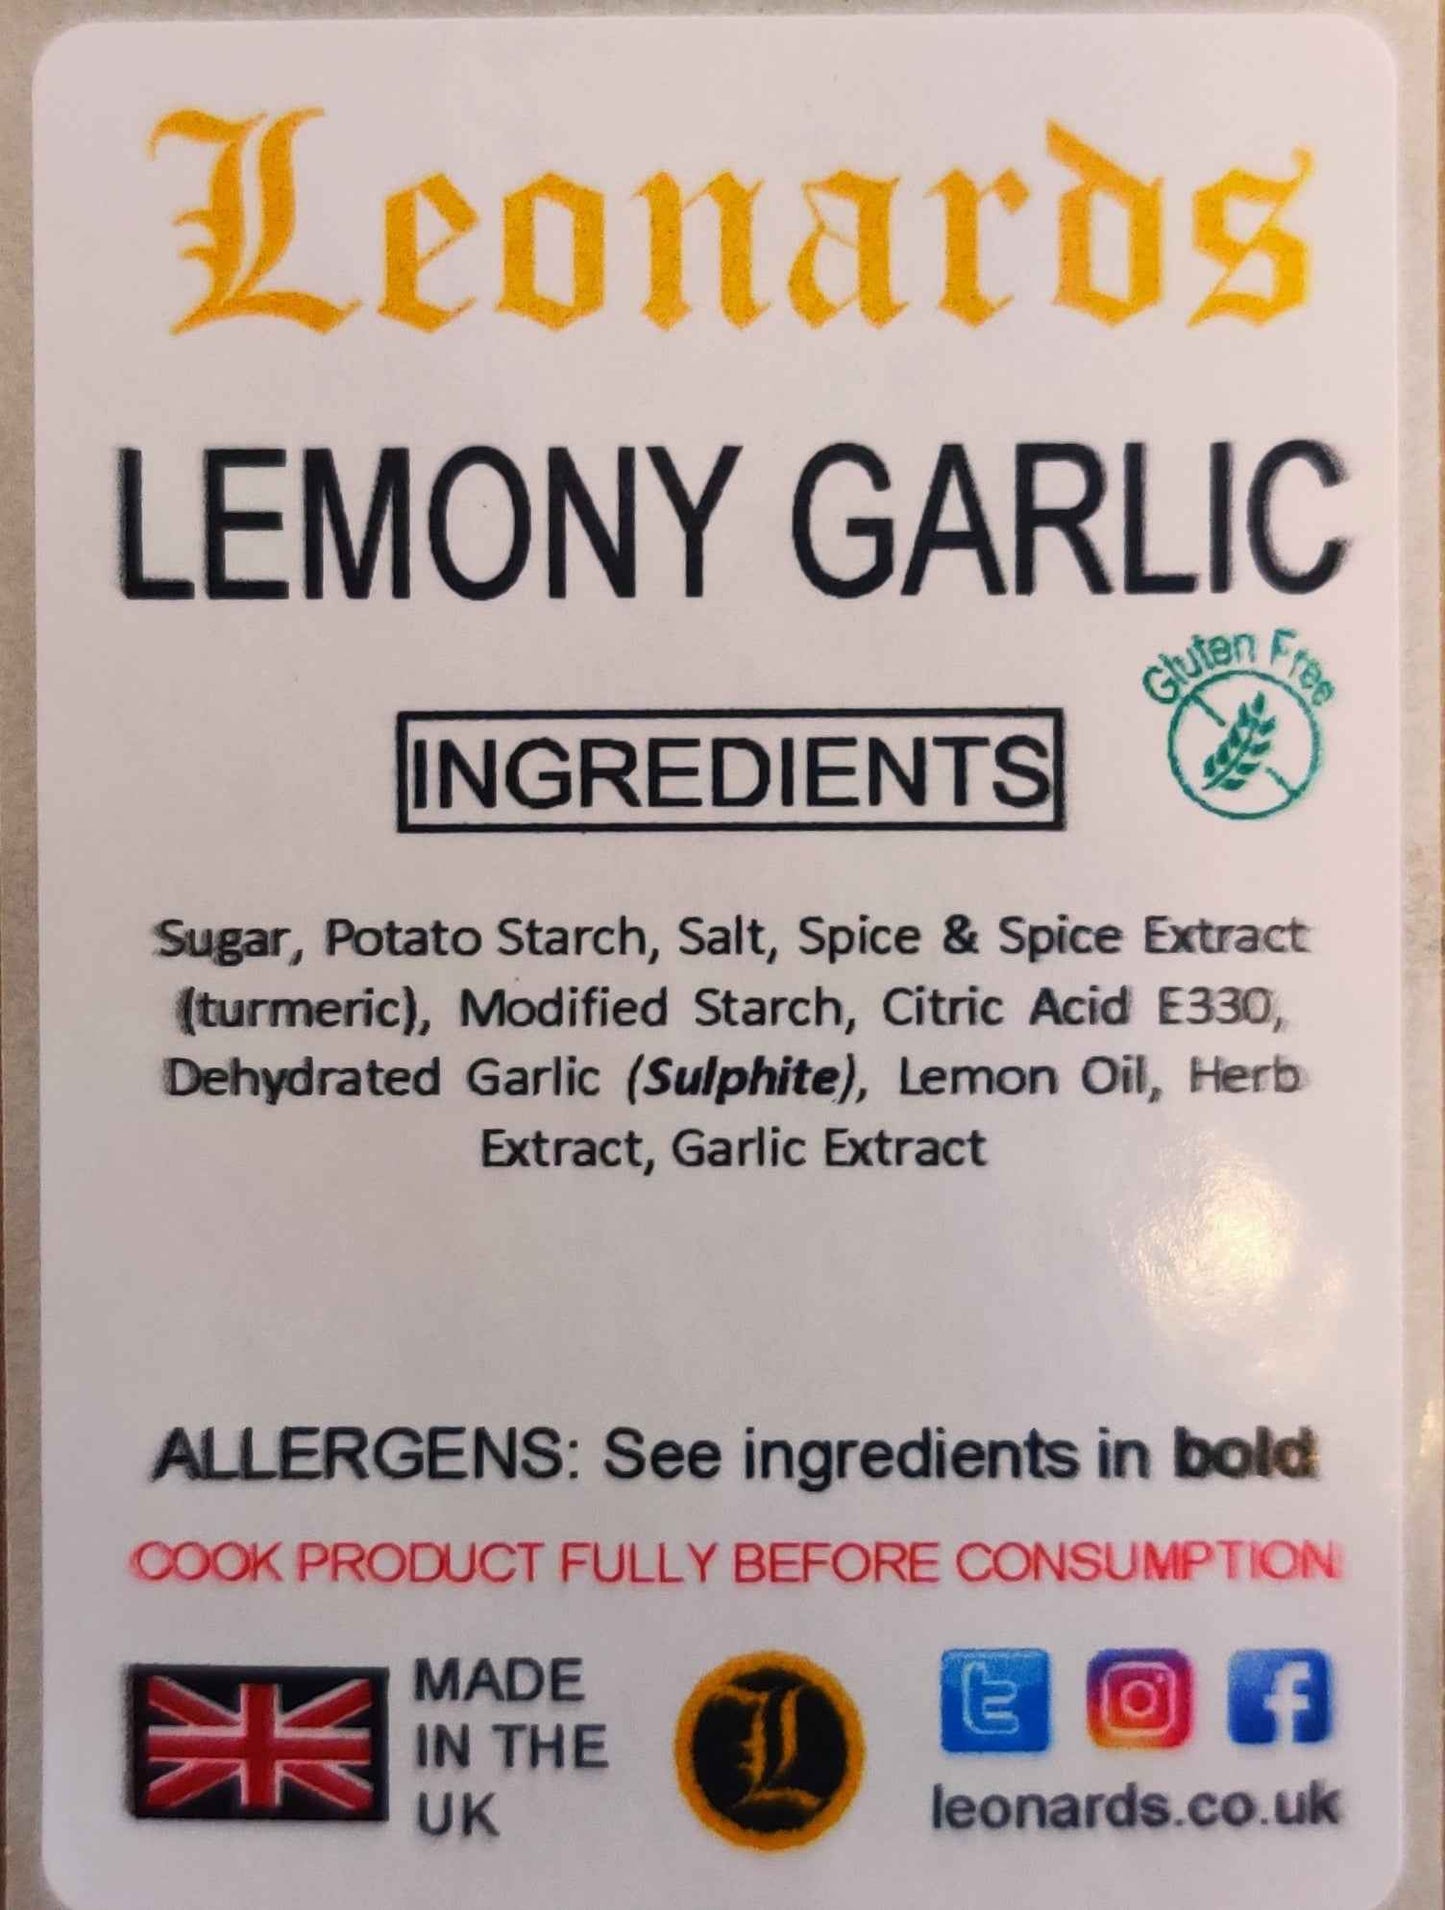 Leonards
LEMONY GARLIC
Gluten Free
INGREDIENTS
Sugar, Potato Starch, Salt, Spice & Spice Extract
(turmeric), Modified Starch, Citric Acid E330,
Dehydrated Garlic (Sulphite), Lemon Oil, Herb
Extract, Garlic Extract
ALLERGENS: See ingredients in bold
COOK PRODUCT FULLY BEFORE CONSUMPTION
MADE
IN THE
UK
L
leonards.co.uk